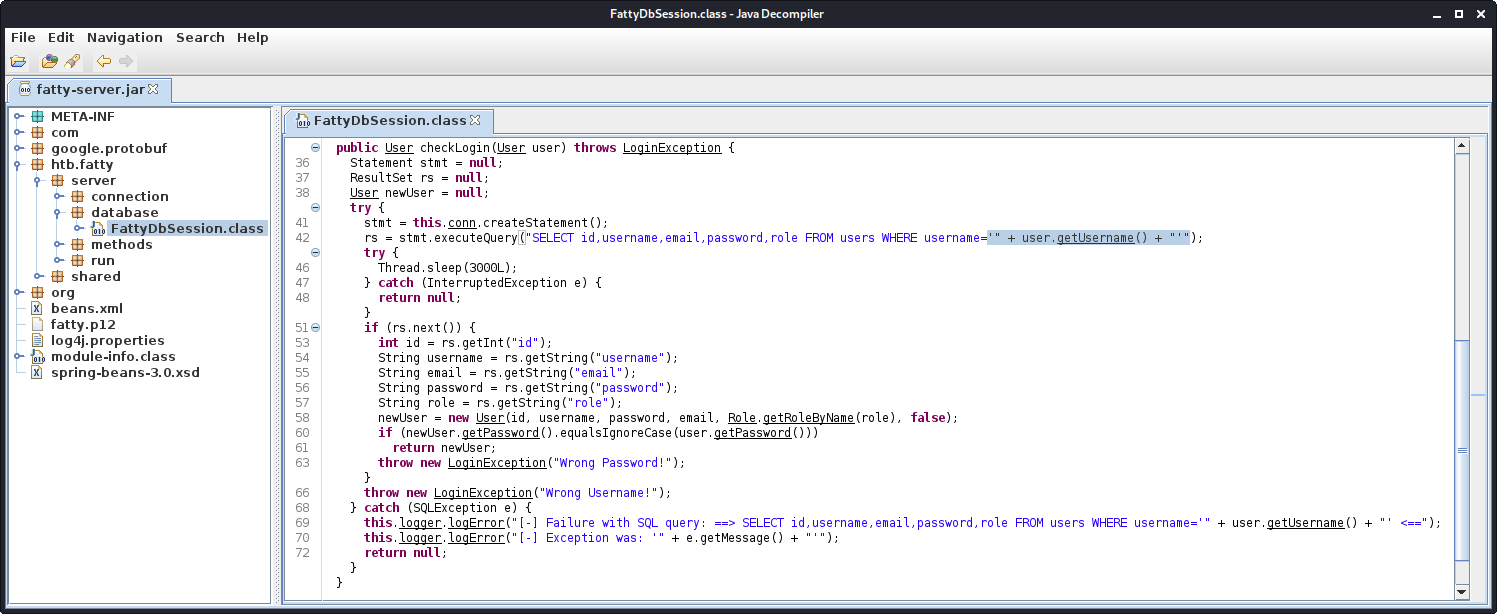 FattyDbSession.class - Java Decompiler
File Edit Navigation Search Help
fatty-server.jar
META-INF
com
google.protobuf
htb.fatty
server
connection
database
FattyDbSession.class
methods
run
shared
org
beans.xml
fatty.p12
log4j.properties
module-info.class
spring-beans-3.0.xsd
FattyDbSession.class
public User checkLogin(User user) throws LoginException {
36 Statement stmt = null;
37 ResultSet rs = null;
38 User newUser = null;
try {
41 stmt = this.conn.createStatement();
42 rs = stmt.executeQuery("SELECT id,username,email,password,role FROM users WHERE username='" + user.getUsername() + "'");
try {
46 Thread.sleep(3000L);
47 } catch (InterruptedException e) {
48 return null;
}
51 if (rs.next()) {
53 int id = rs.getInt("id");
54 String username = rs.getString("username");
55 String email = rs.getString("email");
56 String password = rs.getString("password");
57 String role = rs.getString("role");
58 newUser = new User(id, username, password, email, Role.getRoleByName(role), false);
60 if (newUser.getPassword().equalsIgnoreCase(user.getPassword()))
61 return newUser;
63 throw new LoginException("Wrong Password!");
}
66 throw new LoginException("Wrong Username!");
68 } catch (SQLException e) {
69 this.logger.logError("[-] Failure with SQL query: ==> SELECT id,username,email,password,role FROM users WHERE username='" + user.getUsername() + "' <==");
70 this.logger.logError("[-] Exception was: '" + e.getMessage() + "'");
72 return null;
}
}